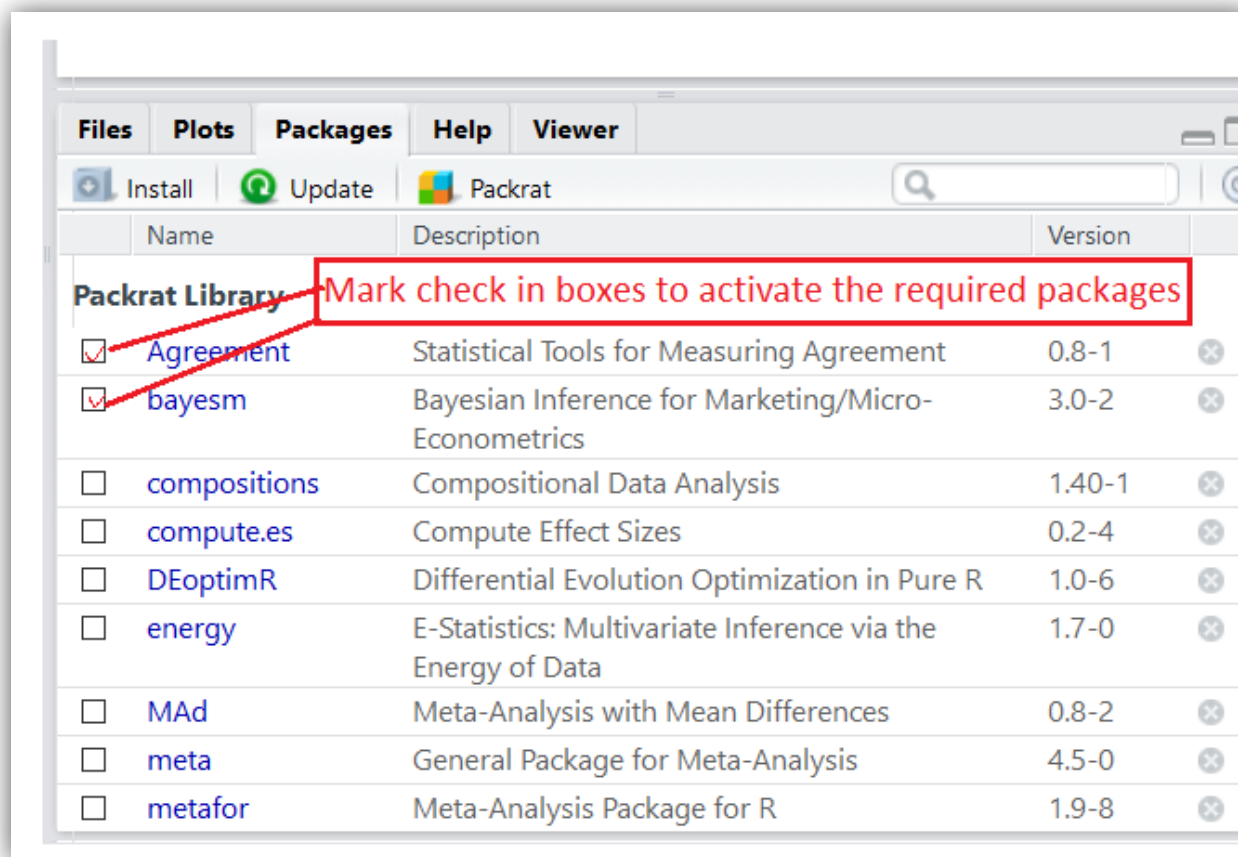 Files Plots Packages Help Viewer
Install Update Packrat
Name Description Version
Packrat Library
Mark check in boxes to activate the required packages
Agreement Statistical Tools for Measuring Agreement 0.8-1
bayesm Bayesian Inference for Marketing/Micro- 3.0-2
Econometrics
compositions Compositional Data Analysis 1.40-1
compute.es Compute Effect Sizes 0.2-4
DEoptimR Differential Evolution Optimization in Pure R 1.0-6
energy E-Statistics: Multivariate Inference via the 1.7-0
Energy of Data
MAd Meta-Analysis with Mean Differences 0.8-2
meta General Package for Meta-Analysis 4.5-0
metafor Meta-Analysis Package for R 1.9-8